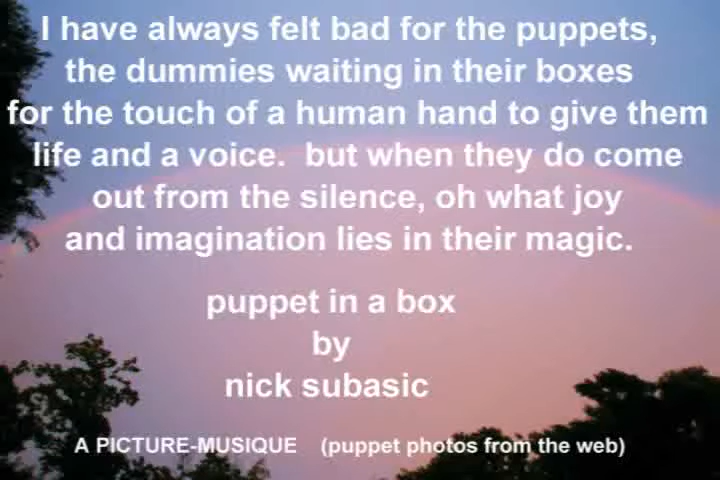 I have always felt bad for the puppets,
the dummies waiting in their boxes
for the touch of a human hand to give them
life and a voice.  but when they do come
out from the silence, oh what joy
and imagination lies in their magic.
puppet in a box
by
nick subasic
A PICTURE-MUSIQUE    (puppet photos from the web)